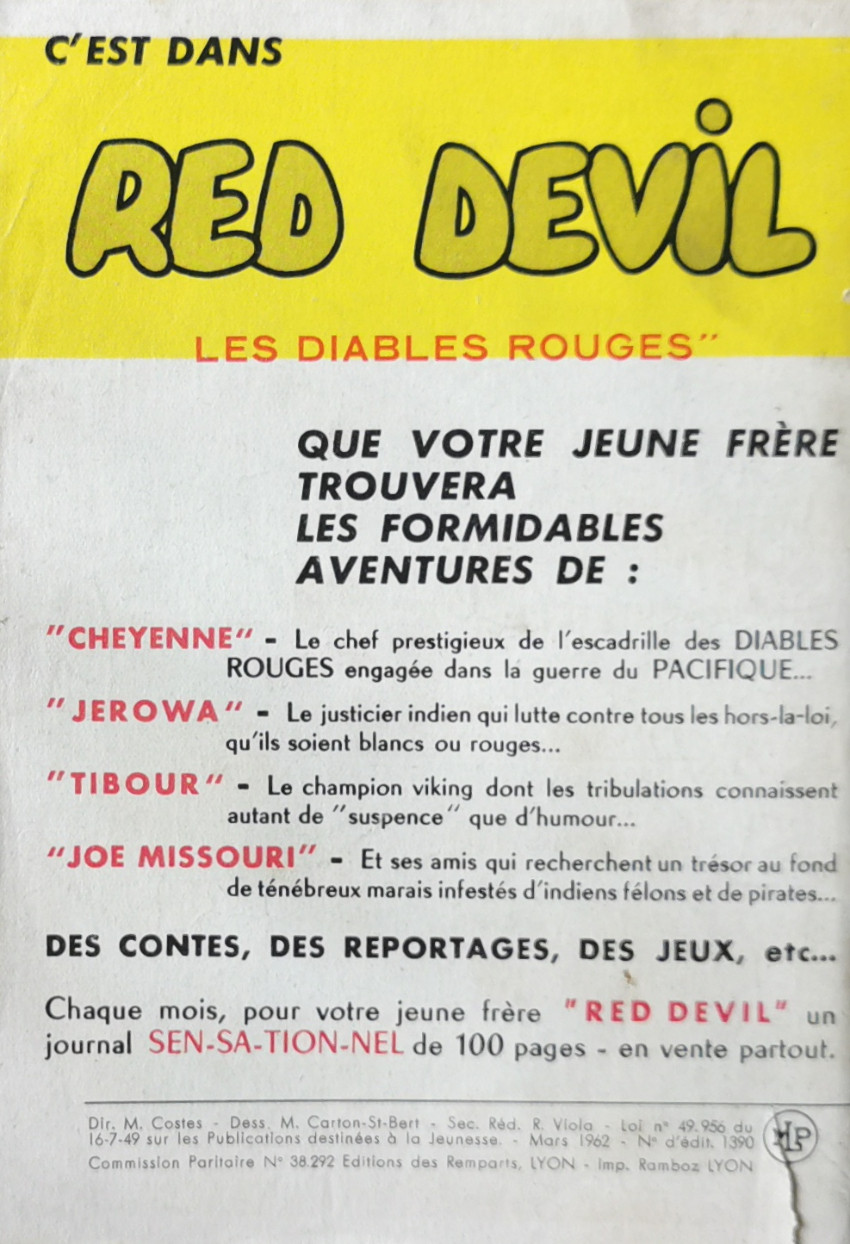 C'EST DANS
RED DEViL
LES DIABLES ROUGES"
QUE VOTRE JEUNE FRÈRE
TROUVERA
LES FORMIDABLES
AVENTURES DE :
"CHEYENNE" - Le chef prestigieux de l'escadrille des DIABLES
ROUGES engagée dans la guerre du PACIFIQUE...
"JEROWA" - Le justicier indien qui lutte contre tous les hors-la-loi,
qu'ils soient blancs ou rouges...
"TIBOUR" - Le champion viking dont les tribulations connaissent
autant de "suspence" que d'humour...
"JOE MISSOURI" - Et ses amis qui recherchent un trésor au fond
de ténébreux marais infestés d'indiens félons et de pirates...
DES CONTES, DES REPORTAGES, DES JEUX, etc...
Chaque mois, pour votre jeune frère "RED DEVIL" un
journal SEN-SA-TION-NEL de 100 pages - en vente partout.
Dir. M. Costes - Dess. M. Carton-St-Bert - Sec. Réd. R. Viola - Loi n° 49.956 du
16-7-49 sur les Publications destinées à la Jeunesse. - Mars 1962 - N° d'édit. 1390
Commission Paritaire N° 38.292 Editions des Remparts, LYON - Imp. Ramboz LYON